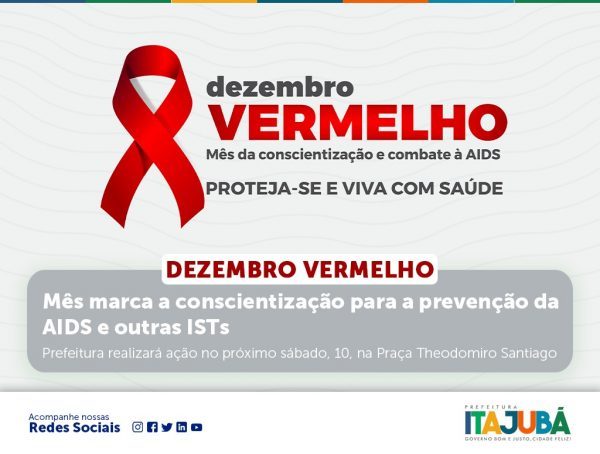 dezembro
VERMELHO
Mês da conscientização e combate à AIDS
PROTEJA-SE E VIVA COM SAÚDE
DEZEMBRO VERMELHO
Mês marca a conscientização para a prevenção da
AIDS e outras ISTs
Prefeitura realizará ação no próximo sábado, 10, na Praça Theodomiro Santiago
Acompanhe nossas
Redes Sociais
PREFEITURA
ITAJUBÁ
GOVERNO BOM E JUSTO, CIDADE FELIZ!